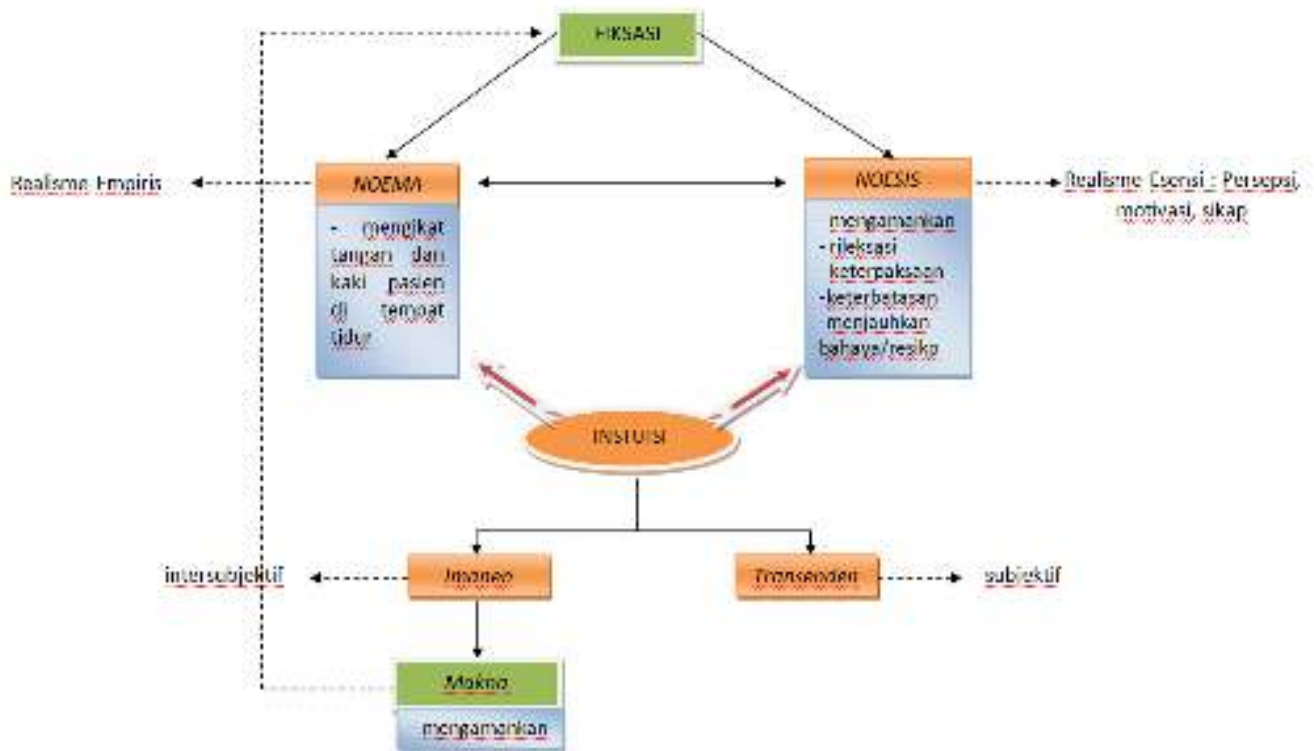 FIKSASI
Realisme Empiris
NOEMA
NOESIS
Realisme Esensi : Persepsi,
motivasi, sikap
- mengikat
tangan dan
kaki pasien
di tempat
tidur
mengamankan
-rileksasi
keterpaksaan
-keterbatasan
menjauhkan
bahaya/resiko
INSTUISI
intersubjektif
Imanen
Transenden
subjektif
Makna
mengamankan